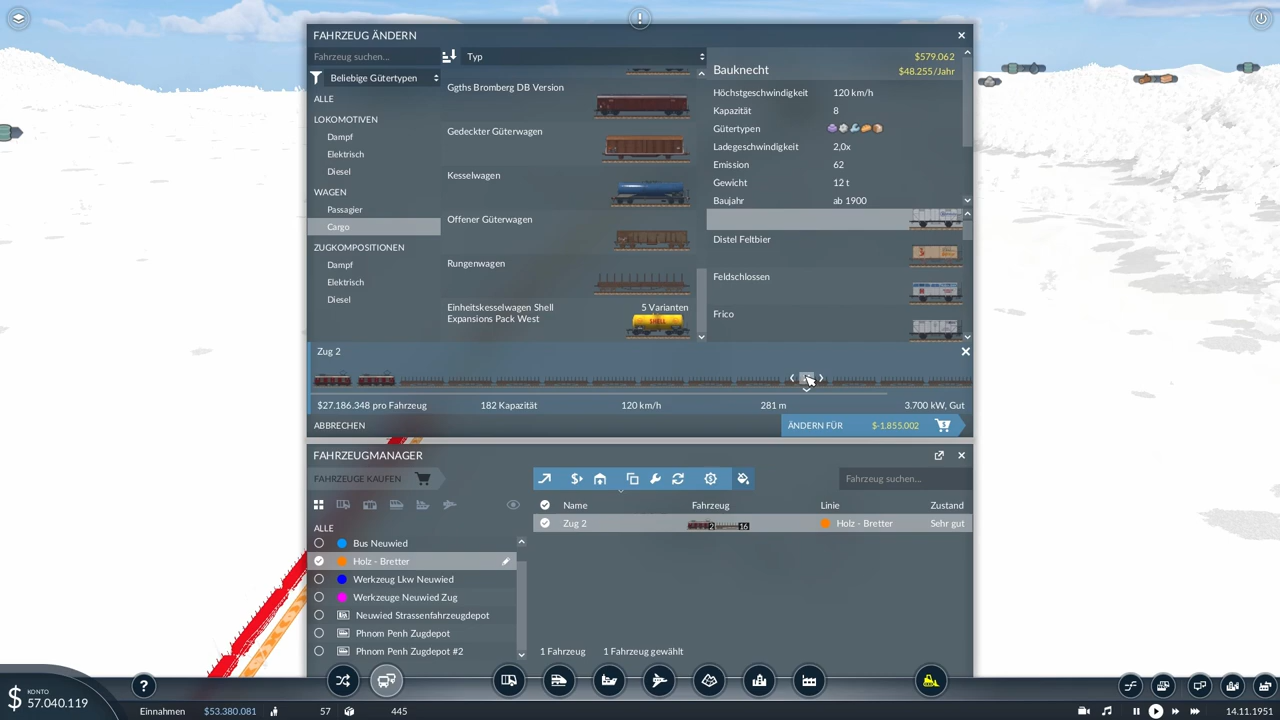 FAHRZEUG ÄNDERN
Fahrzeug suchen...
Typ
Beliebige Gütertypen
ALLE
LOKOMOTIVEN
Dampf
Elektrisch
Diesel
WAGEN
Passagier
Cargo
ZUGKOMPOSITIONEN
Dampf
Elektrisch
Diesel
Ggths Bromberg DB Version
Gedeckter Güterwagen
Kesselwagen
Offener Güterwagen
Rungenwagen
Einheitskesselwagen Shell
Expansions Pack West
5 Varianten
SHELL
$579.062
Bauknecht
$48.255/Jahr
Höchstgeschwindigkeit 120 km/h
Kapazität 8
Gütertypen
Ladegeschwindigkeit 2,0x
Emission 62
Gewicht 12 t
Baujahr ab 1900
Distel Feltbier
Feldschlossen
Frico
Zug 2
$27.186.348 pro Fahrzeug 182 Kapazität 120 km/h 281 m 3.700 kW, Gut
ABBRECHEN
ÄNDERN FÜR $-1.855.002
FAHRZEUGMANAGER
FAHRZEUGE KAUFEN
Fahrzeug suchen...
ALLE
Bus Neuwied
Holz - Bretter
Werkzeug Lkw Neuwied
Werkzeuge Neuwied Zug
Neuwied Strassenfahrzeugdepot
Phnom Penh Zugdepot
Phnom Penh Zugdepot #2
Name Fahrzeug Linie Zustand
Zug 2 2 16 Holz - Bretter Sehr gut
1 Fahrzeug 1 Fahrzeug gewählt
KONTO
$ 57.040.119
?
Einnahmen $53.380.081 57 445
14.11.1951